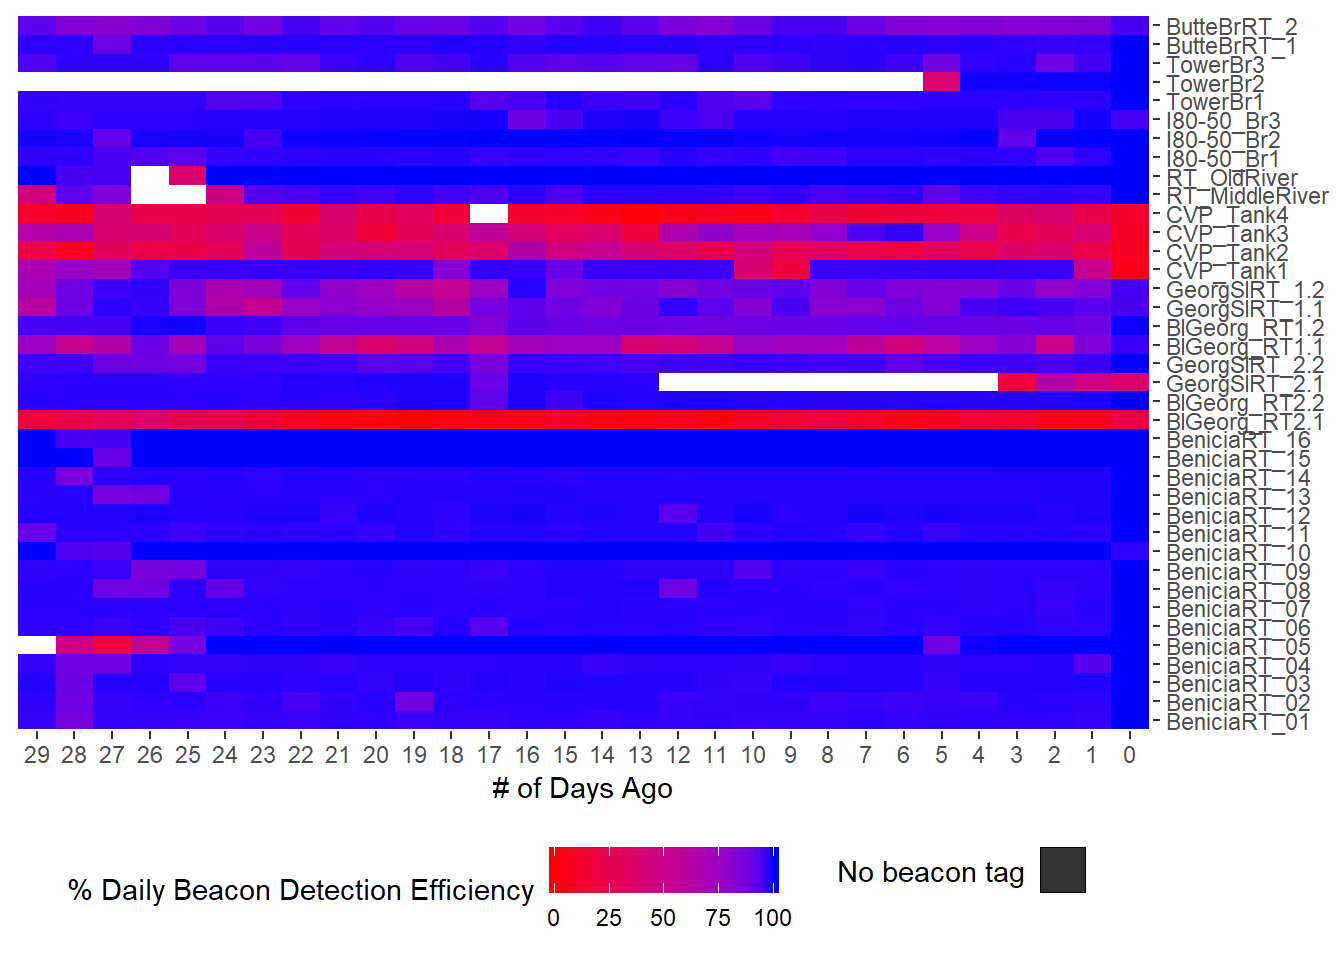 ButteBrRT_2
ButteBrRT_1
TowerBr3
TowerBr2
TowerBr1
I80-50_Br3
I80-50_Br2
I80-50_Br1
RT_OldRiver
RT_MiddleRiver
CVP_Tank4
CVP_Tank3
CVP_Tank2
CVP_Tank1
GeorgSlRT_1.2
GeorgSlRT_1.1
BlGeorg_RT1.2
BlGeorg_RT1.1
GeorgSlRT_2.2
GeorgSlRT_2.1
BlGeorg_RT2.2
BlGeorg_RT2.1
BeniciaRT_16
BeniciaRT_15
BeniciaRT_14
BeniciaRT_13
BeniciaRT_12
BeniciaRT_11
BeniciaRT_10
BeniciaRT_09
BeniciaRT_08
BeniciaRT_07
BeniciaRT_06
BeniciaRT_05
BeniciaRT_04
BeniciaRT_03
BeniciaRT_02
BeniciaRT_01
29 28 27 26 25 24 23 22 21 20 19 18 17 16 15 14 13 12 11 10 9 8 7 6 5 4 3 2 1 0
# of Days Ago
% Daily Beacon Detection Efficiency
0 25 50 75 100
No beacon tag